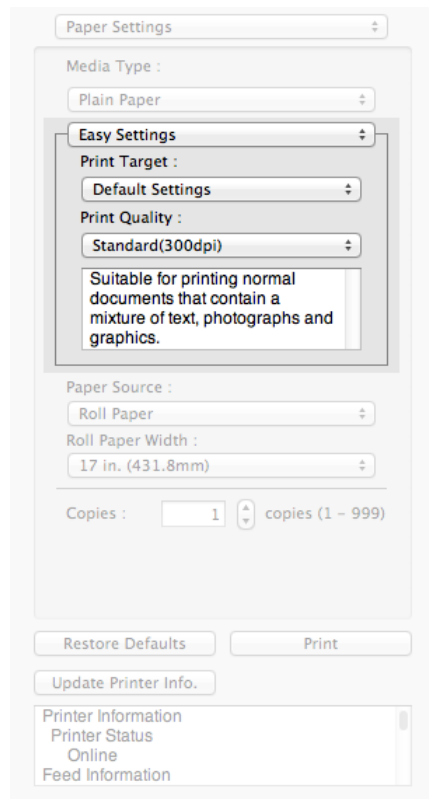 Paper Settings
Media Type :
Plain Paper
Easy Settings
Print Target :
Default Settings
Print Quality :
Standard(300dpi)
Suitable for printing normal
documents that contain a
mixture of text, photographs and
graphics.
Paper Source :
Roll Paper
Roll Paper Width :
17 in. (431.8mm)
Copies : 1 copies (1 – 999)
Restore Defaults Print
Update Printer Info.
Printer Information
Printer Status
Online
Feed Information